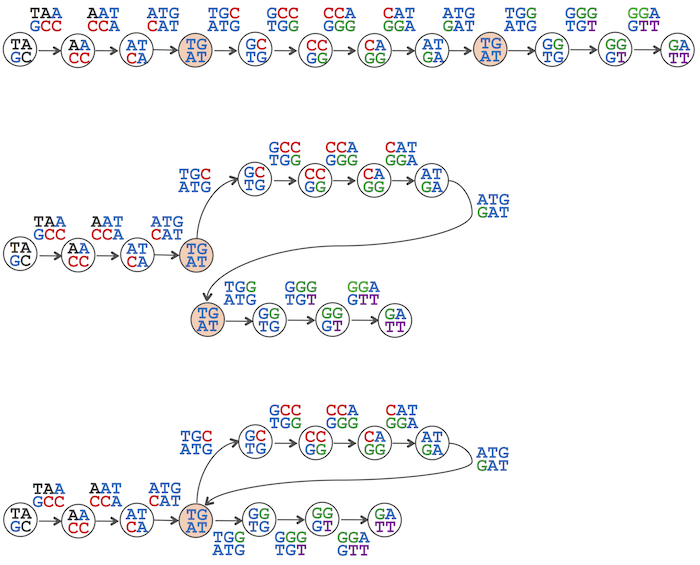 TAA AAT ATG TGC GCC CCA CAT ATG TGG GGG GGA
GCC CCA CAT ATG TGG GGG GGA GAT ATG TGT GTT
TA AA AT TG GC CC CA AT TG GG GG GA
GC CC CA AT TG GG GG GA AT TG GT TT
GCC CCA CAT
TGG GGG GGA
TGC GC CC CA AT
ATG TG GG GG GA
ATG
GAT
TAA AAT ATG
GCC CCA CAT
TA AA AT TG
GC CC CA AT
TGG GGG GGA
ATG TGT GTT
TG GG GG GA
AT TG GT TT
GCC CCA CAT
TGG GGG GGA
TGC GC CC CA AT
ATG TG GG GG GA
ATG
GAT
TAA AAT ATG
GCC CCA CAT
TA AA AT TG GG GG GA
GC CC CA AT TG GT TT
TGG GGG GGA
ATG TGT GTT